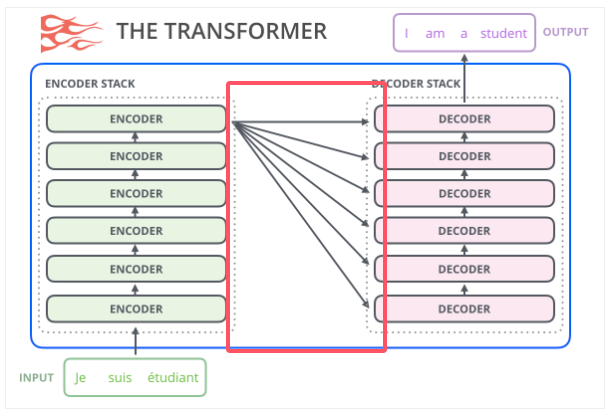 THE TRANSFORMER
I am a student OUTPUT
ENCODER STACK
DECODER STACK
ENCODER DECODER
ENCODER DECODER
ENCODER DECODER
ENCODER DECODER
ENCODER DECODER
ENCODER DECODER
INPUT Je suis étudiant